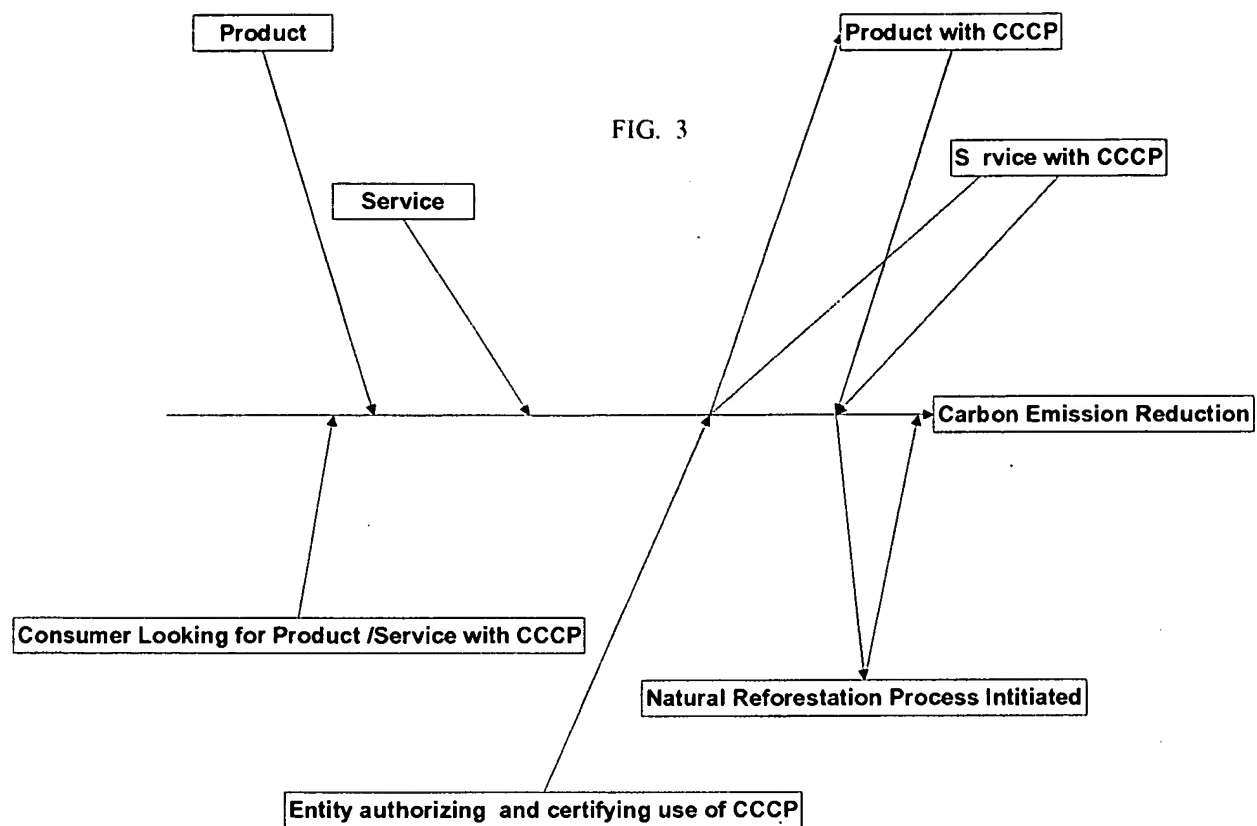 Product
Product with CCCP
FIG. 3
S rvice with CCCP
Service
Carbon Emission Reduction
Consumer Looking for Product /Service with CCCP
Natural Reforestation Process Intitiated
Entity authorizing and certifying use of CCCP